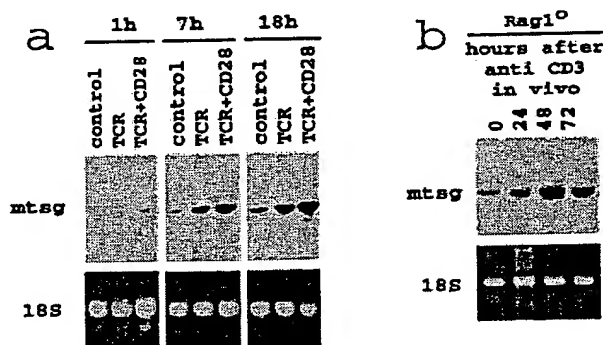 a
1h 7h 18h
control TCR TCR+CD28 control TCR TCR+CD28 control TCR TCR+CD28
mtsg
18S
b
Rag1º
hours after
anti CD3
in vivo
0 24 48 72
mtsg
18S